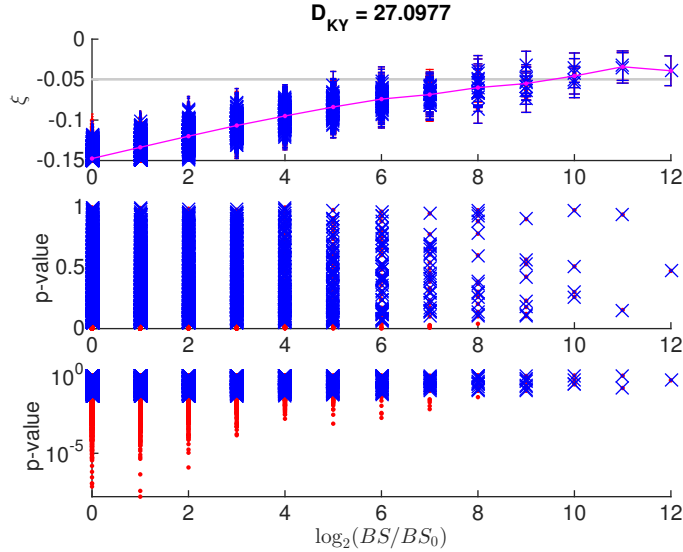 D_KY = 27.0977
0
-0.05
-0.1
-0.15
ξ
0 2 4 6 8 10 12
1
0.5
0
p-value
0 2 4 6 8 10 12
10^0
10^-5
p-value
0 2 4 6 8 10 12
log_2(BS/BS_0)